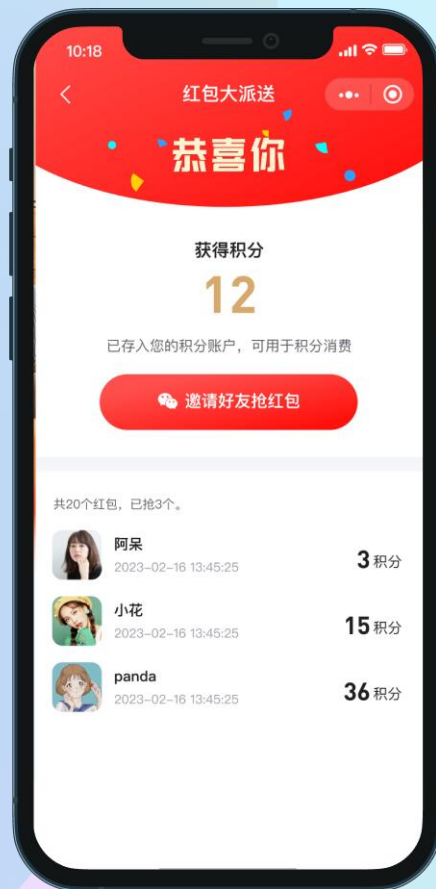 10:18
红包大派送
恭喜你
获得积分
12
已存入您的积分账户，可用于积分消费
邀请好友抢红包
共20个红包，已抢3个。
阿呆
2023-02-16 13:45:25
3积分
小花
2023-02-16 13:45:25
15积分
panda
2023-02-16 13:45:25
36积分